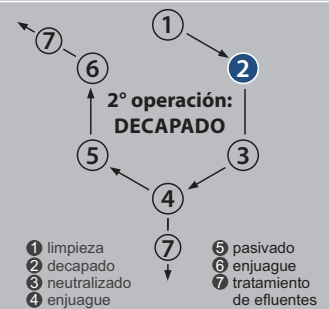 1
7
2
6
2° operación:
DECAPADO
5
3
4
7
1 limpieza
2 decapado
3 neutralizado
4 enjuague
5 pasivado
6 enjuague
7 tratamiento
de efluentes